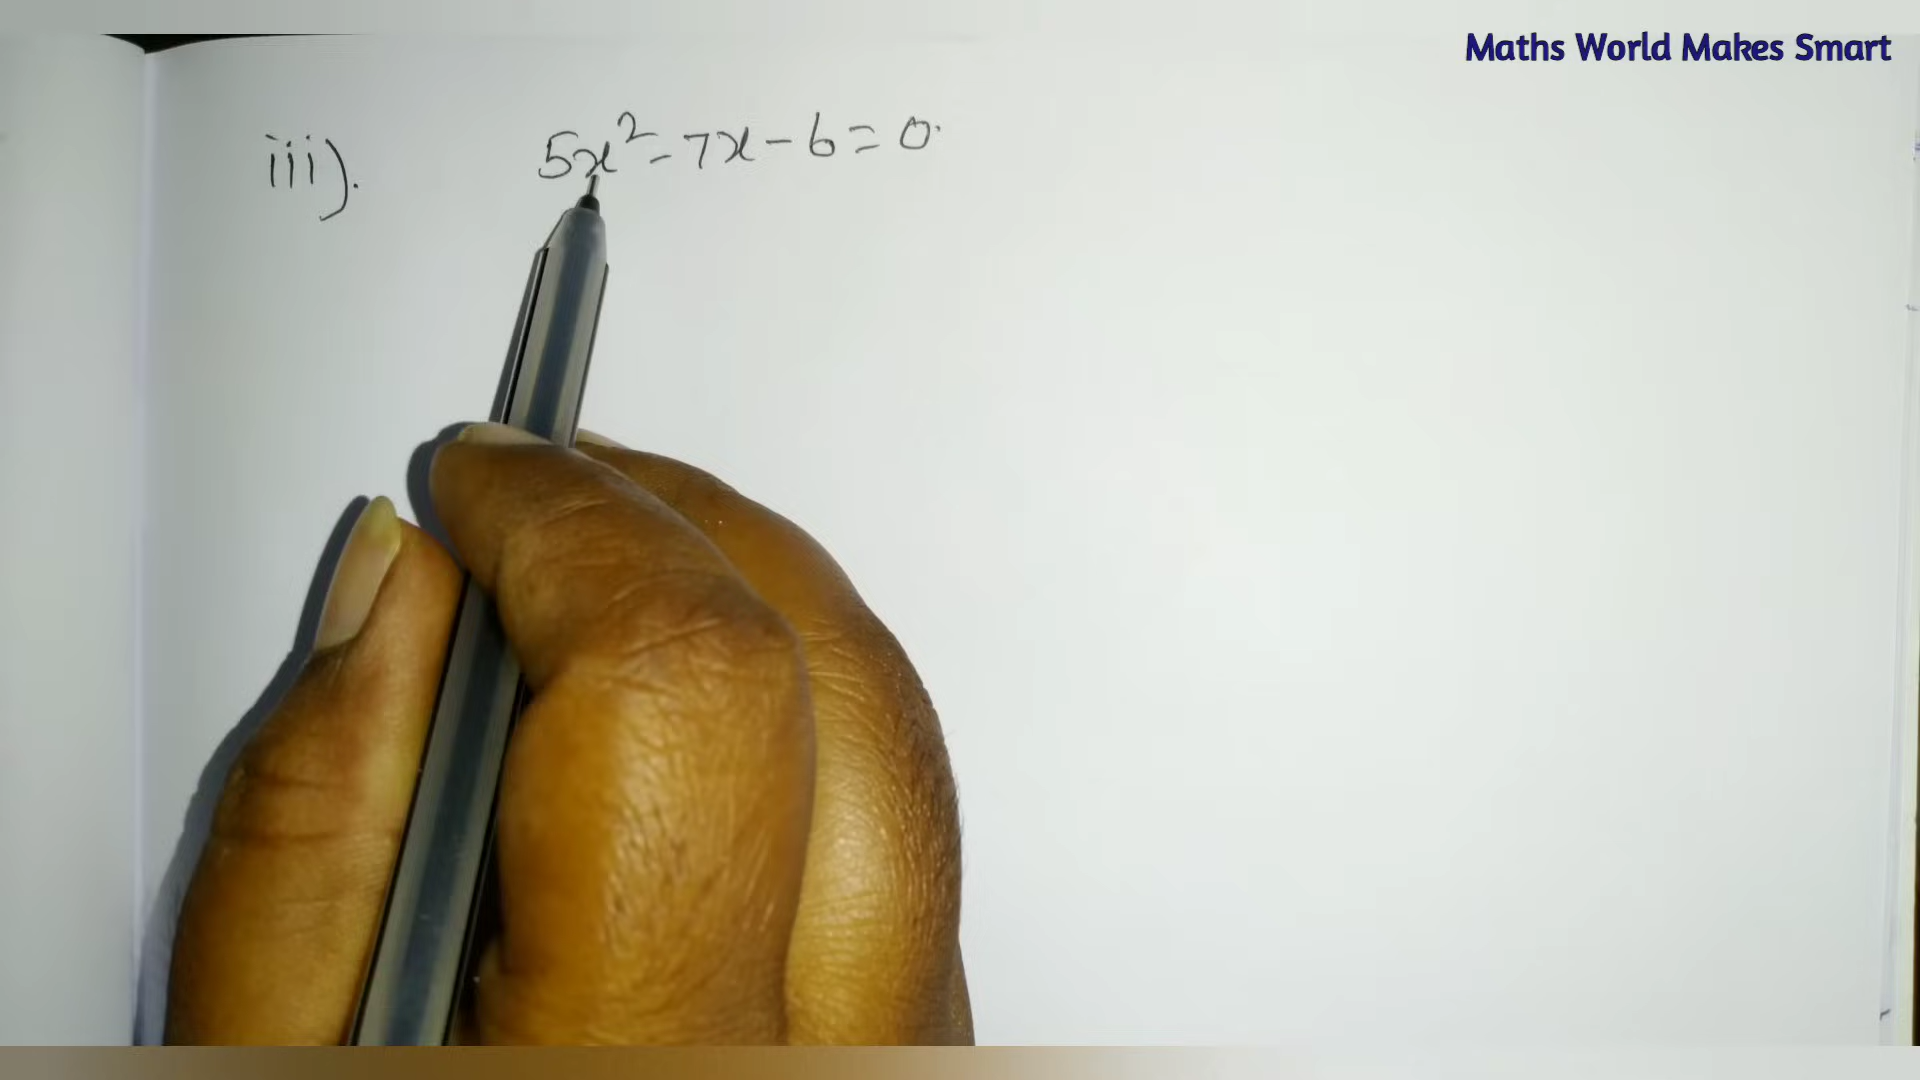 Maths World Makes Smart
iii). 5x² - 7x - 6 = 0.